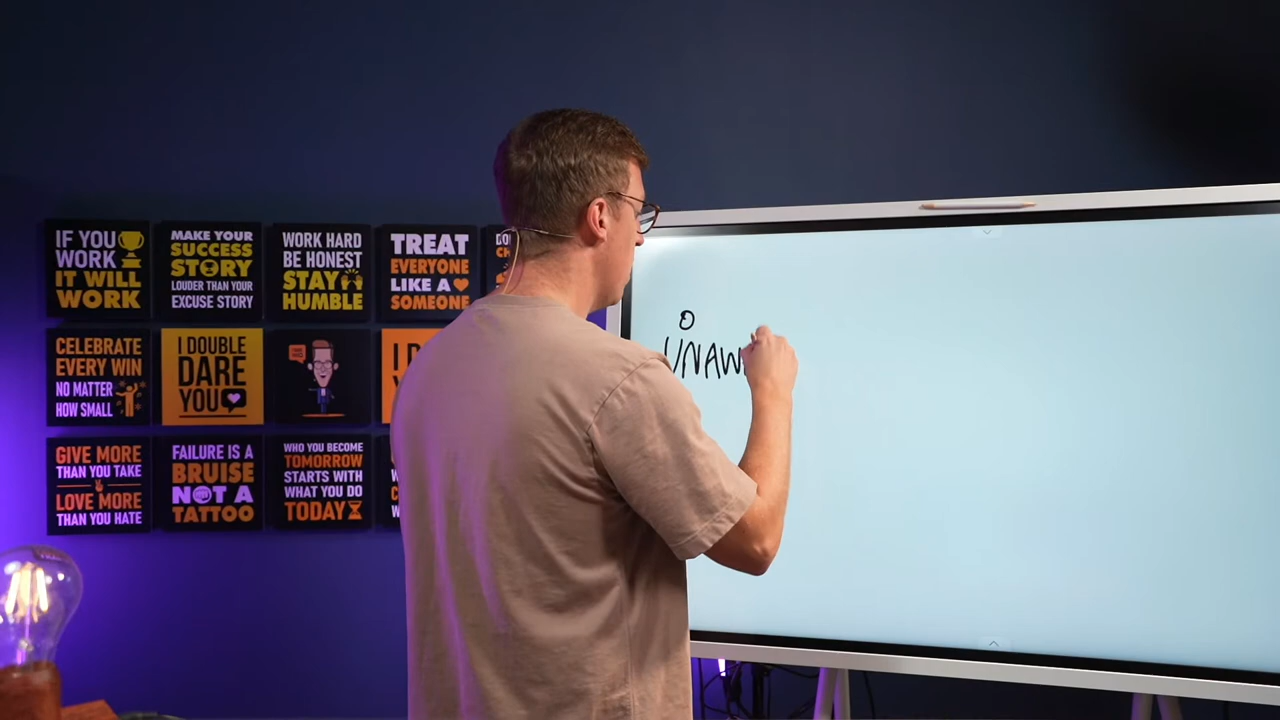 IF YOU
WORK
IT WILL
WORK
MAKE YOUR
SUCCESS
STORY
LOUDER THAN YOUR
EXCUSE STORY
WORK HARD
BE HONEST
STAY
HUMBLE
TREAT
EVERYONE
LIKE A
SOMEONE
CELEBRATE
EVERY WIN
NO MATTER
HOW SMALL
I DOUBLE
DARE
YOU
GIVE MORE
THAN YOU TAKE
LOVE MORE
THAN YOU HATE
FAILURE IS A
BRUISE
NOT A
TATTOO
WHO YOU BECOME
TOMORROW
STARTS WITH
WHAT YOU DO
TODAY
O
UNAW